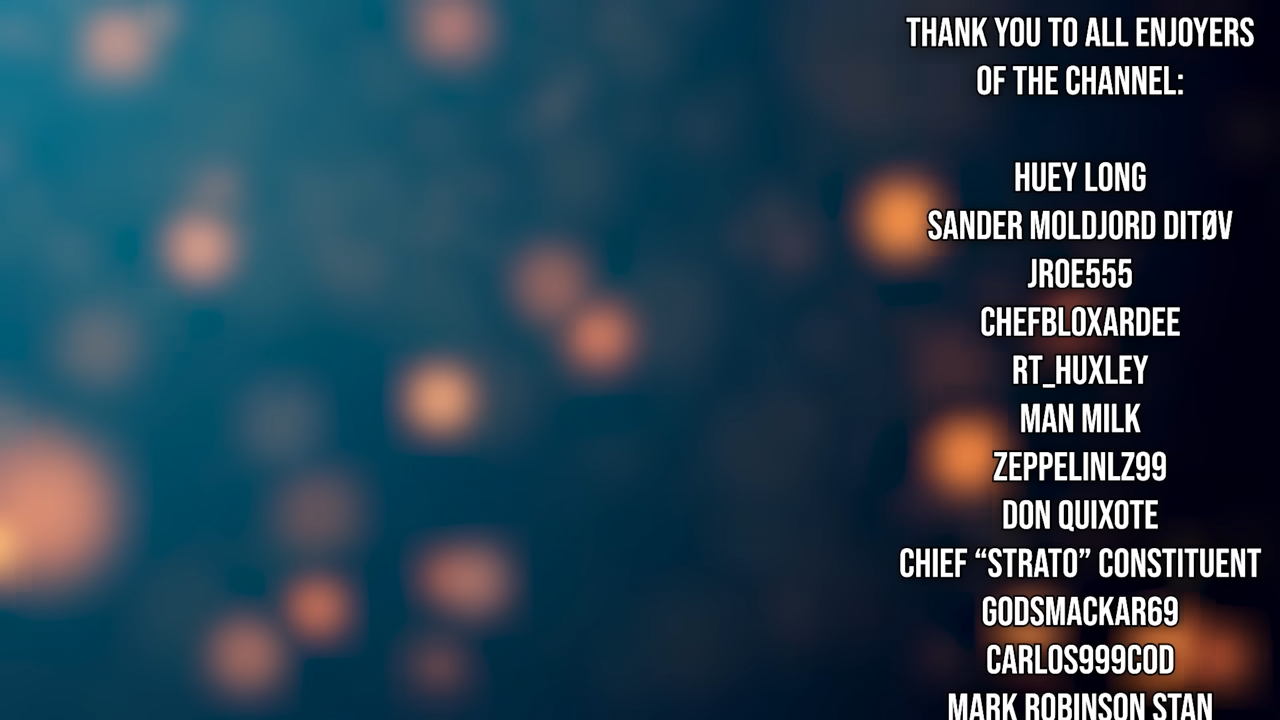 THANK YOU TO ALL ENJOYERS
OF THE CHANNEL:
HUEY LONG
SANDER MOLDJORD DITØV
JROE555
CHEFBLOXARDEE
RT_HUXLEY
MAN MILK
ZEPPELINLZ99
DON QUIXOTE
CHIEF “STRATO” CONSTITUENT
GODSMACKAR69
CARLOS999COD
MARK ROBINSON STAN